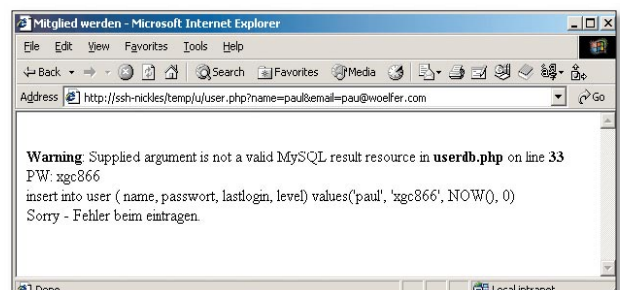 Mitglied werden - Microsoft Internet Explorer
File Edit View Favorites Tools Help
Back Search Favorites Media
Address http://ssh-nickles/temp/u/user.php?name=paul&email=pau@woelfer.com Go
Warning: Supplied argument is not a valid MySQL result resource in userdb.php on line 33
PW: xgc866
insert into user ( name, passwort, lastlogin, level) values('paul', 'xgc866', NOW(), 0)
Sorry - Fehler beim eintragen.
Done Local intranet